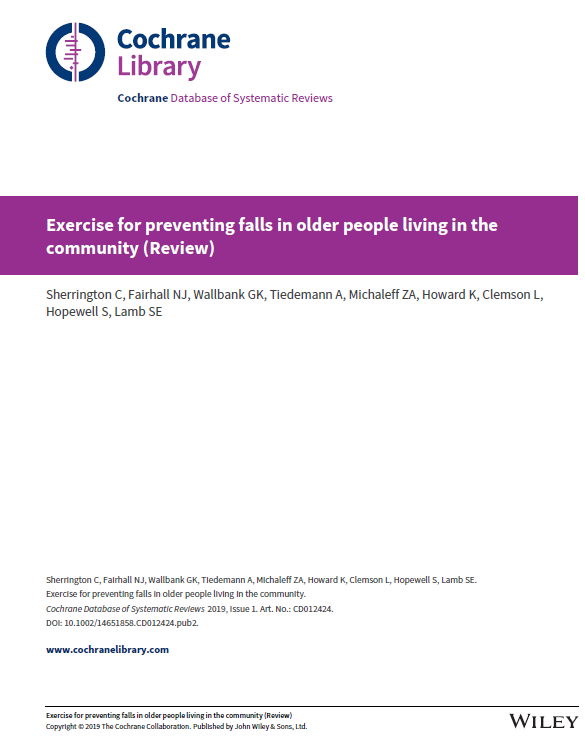 Cochrane
Library
Cochrane Database of Systematic Reviews
Exercise for preventing falls in older people living in the
community (Review)
Sherrington C, Fairhall NJ, Wallbank GK, Tiedemann A, Michaleff ZA, Howard K, Clemson L,
Hopewell S, Lamb SE
Sherrington C, Fairhall NJ, Wallbank GK, Tiedemann A, Michaleff ZA, Howard K, Clemson L, Hopewell S, Lamb SE.
Exercise for preventing falls in older people living in the community.
Cochrane Database of Systematic Reviews 2019, Issue 1. Art. No.: CD012424.
DOI: 10.1002/14651858.CD012424.pub2.
www.cochranelibrary.com
Exercise for preventing falls in older people living in the community (Review)
Copyright © 2019 The Cochrane Collaboration. Published by John Wiley & Sons, Ltd.
WILEY